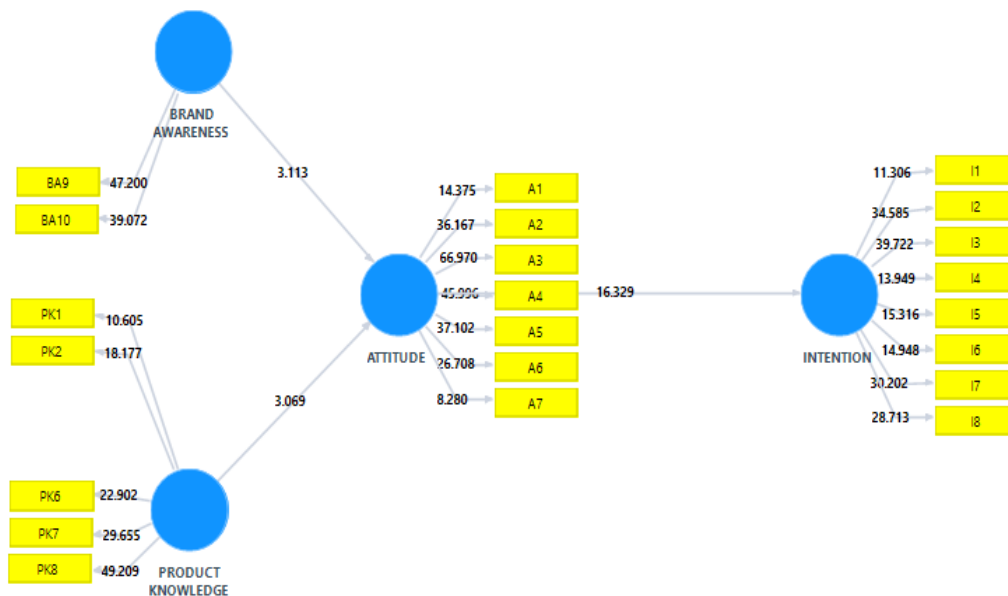 BRAND
AWARENESS
BA9
47.200
BA10
39.072
3.113
PK1
10.605
PK2
18.177
3.069
PK6
22.902
PK7
29.655
PK8
49.209
PRODUCT
KNOWLEDGE
ATTITUDE
14.375
A1
36.167
A2
66.970
A3
45.996
A4
37.102
A5
26.708
A6
8.280
A7
16.329
INTENTION
11.306
I1
34.585
I2
39.722
I3
13.949
I4
15.316
I5
14.948
I6
30.202
I7
28.713
I8